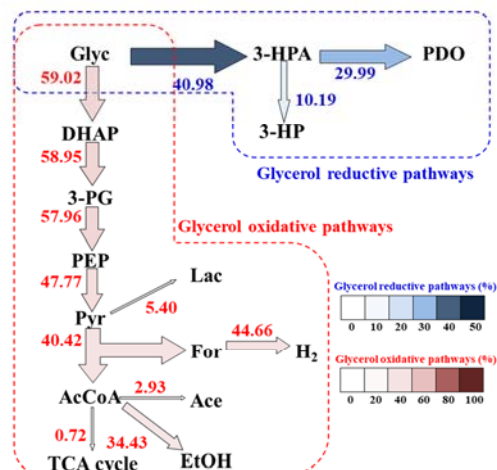 Glyc
3-HPA
PDO
59.02
40.98
29.99
10.19
DHAP
3-HP
58.95
Glycerol reductive pathways
3-PG
57.96
Glycerol oxidative pathways
PEP
47.77
Lac
5.40
Pyr
40.42
For
44.66
H2
Glycerol reductive pathways (%)
0 10 20 30 40 50
Glycerol oxidative pathways (%)
0 20 40 60 80 100
AcCoA
2.93
Ace
0.72
34.43
TCA cycle
EtOH